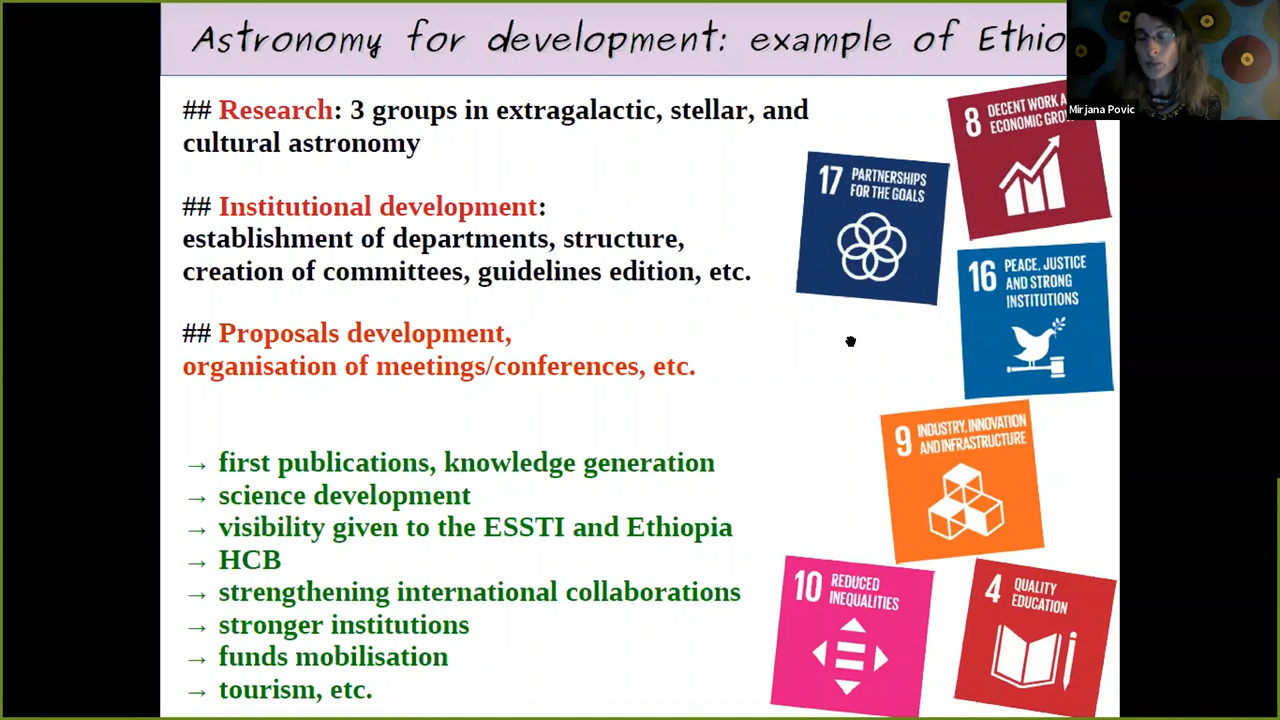 Astronomy for development: example of Ethio
## Research: 3 groups in extragalactic, stellar, and
cultural astronomy
## Institutional development:
establishment of departments, structure,
creation of committees, guidelines edition, etc.
## Proposals development,
organisation of meetings/conferences, etc.
→ first publications, knowledge generation
→ science development
→ visibility given to the ESSTI and Ethiopia
→ HCB
→ strengthening international collaborations
→ stronger institutions
→ funds mobilisation
→ tourism, etc.
Mirjana Povic
8 DECENT WORK A
ECONOMIC GRO
17 PARTNERSHIPS
FOR THE GOALS
16 PEACE, JUSTICE
AND STRONG
INSTITUTIONS
9 INDUSTRY, INNOVATION
AND INFRASTRUCTURE
10 REDUCED
INEQUALITIES
4 QUALITY
EDUCATION